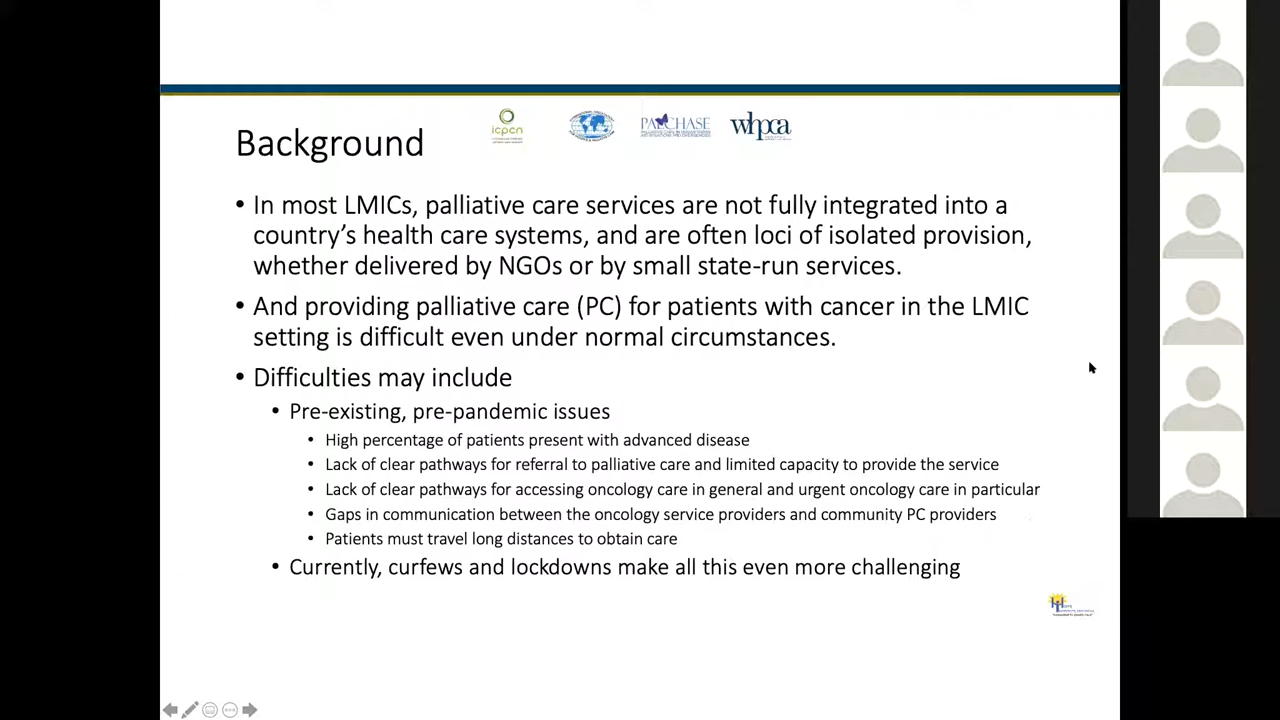 Background
icpcn
PALCHASE
whpca
• In most LMICs, palliative care services are not fully integrated into a
country’s health care systems, and are often loci of isolated provision,
whether delivered by NGOs or by small state-run services.
• And providing palliative care (PC) for patients with cancer in the LMIC
setting is difficult even under normal circumstances.
• Difficulties may include
• Pre-existing, pre-pandemic issues
• High percentage of patients present with advanced disease
• Lack of clear pathways for referral to palliative care and limited capacity to provide the service
• Lack of clear pathways for accessing oncology care in general and urgent oncology care in particular
• Gaps in communication between the oncology service providers and community PC providers
• Patients must travel long distances to obtain care
• Currently, curfews and lockdowns make all this even more challenging